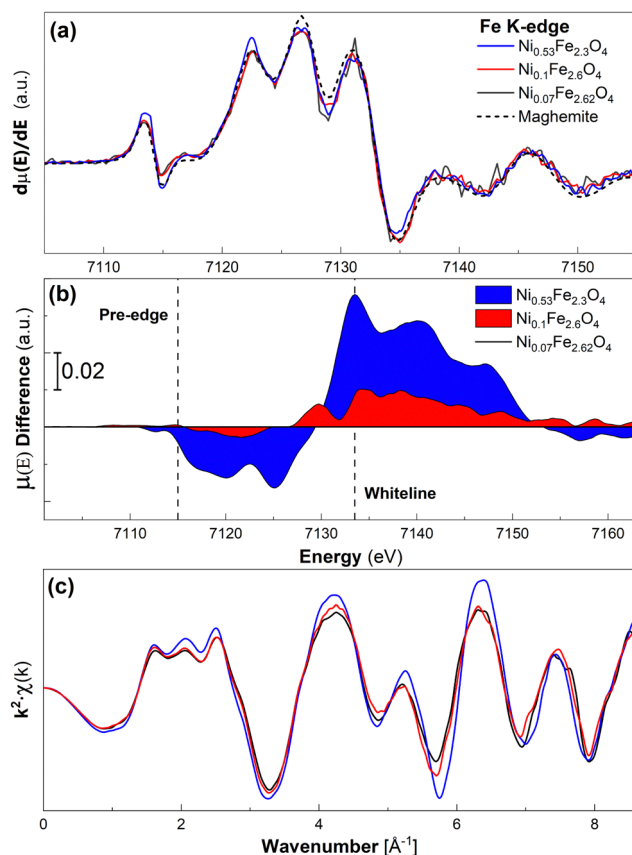 (a)
Fe K-edge
Ni0.53Fe2.3O4
Ni0.1Fe2.6O4
Ni0.07Fe2.62O4
Maghemite
dμ(E)/dE (a.u.)
7110 7120 7130 7140 7150
(b)
Pre-edge
Ni0.53Fe2.3O4
Ni0.1Fe2.6O4
Ni0.07Fe2.62O4
0.02
Whiteline
μ(E) Difference (a.u.)
7110 7120 7130 7140 7150 7160
Energy (eV)
(c)
k2·χ(k)
0 2 4 6 8
Wavenumber [Å-1]